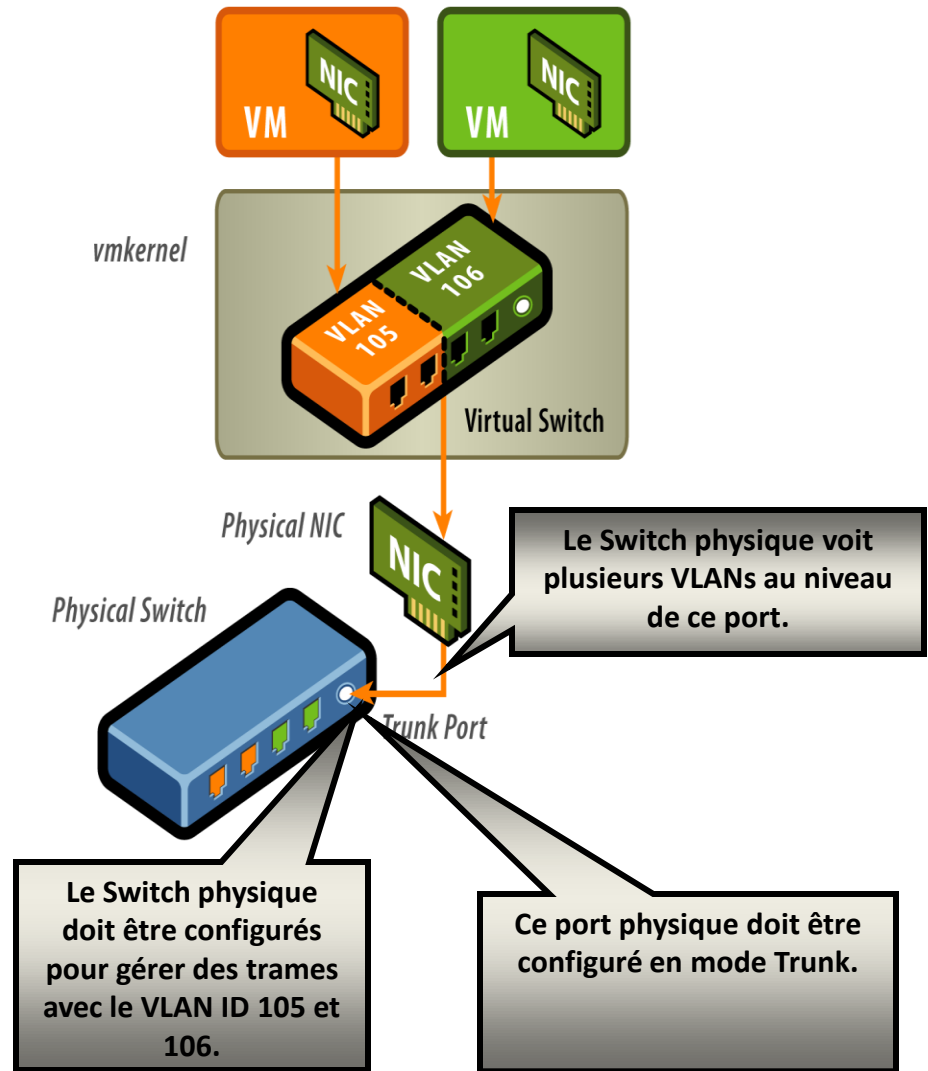 NIC
VM
NIC
VM
vmkernel
VLAN
106
VLAN
105
Virtual Switch
Physical NIC
NIC
Le Switch physique voit
plusieurs VLANs au niveau
de ce port.
Physical Switch
Trunk Port
Le Switch physique
doit être configurés
pour gérer des trames
avec le VLAN ID 105 et
106.
Ce port physique doit être
configuré en mode Trunk.